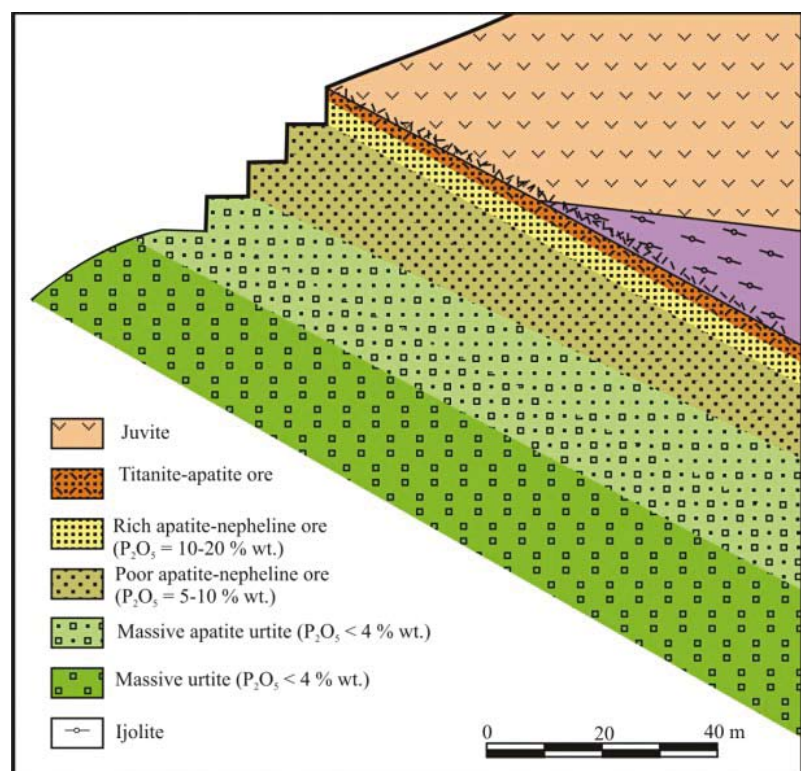 Juvite
Titanite-apatite ore
Rich apatite-nepheline ore
(P₂O₅ = 10-20 % wt.)
Poor apatite-nepheline ore
(P₂O₅ = 5-10 % wt.)
Massive apatite urtite (P₂O₅ < 4 % wt.)
Massive urtite (P₂O₅ < 4 % wt.)
Ijolite
0 20 40 m